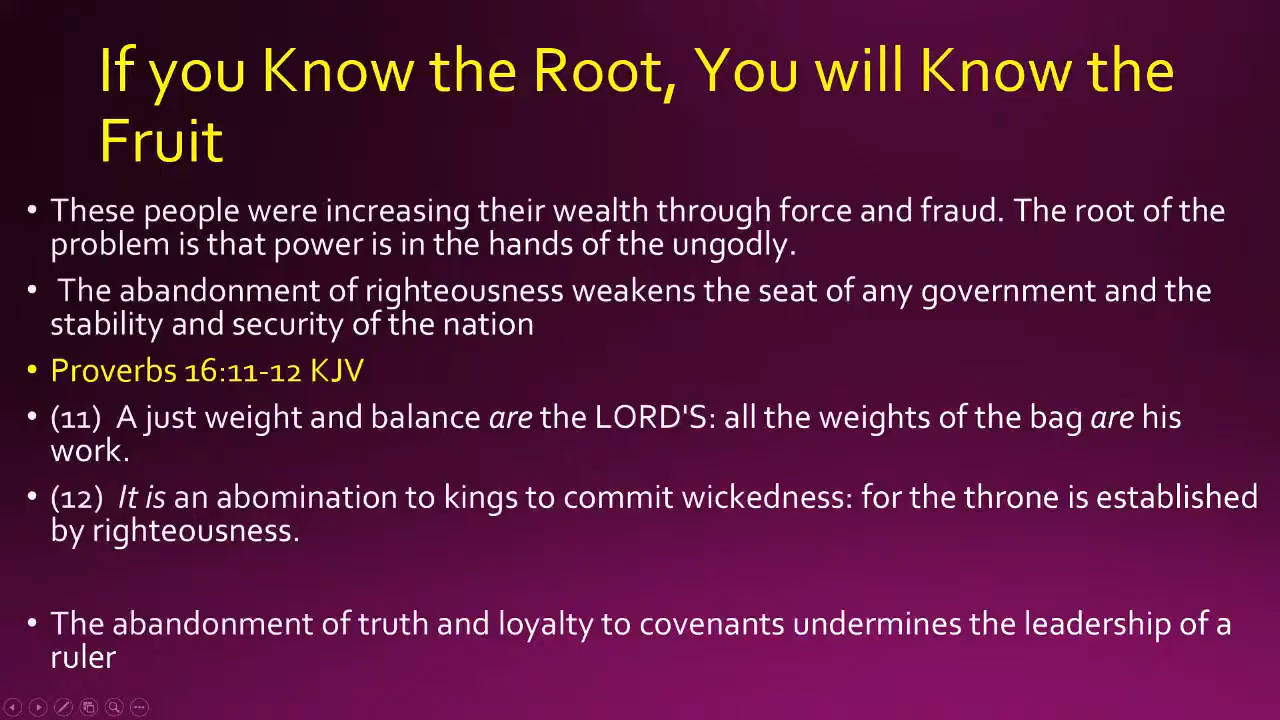 If you Know the Root, You will Know the
Fruit
• These people were increasing their wealth through force and fraud. The root of the
problem is that power is in the hands of the ungodly.
• The abandonment of righteousness weakens the seat of any government and the
stability and security of the nation
• Proverbs 16:11-12 KJV
• (11) A just weight and balance are the LORD'S: all the weights of the bag are his
work.
• (12) It is an abomination to kings to commit wickedness: for the throne is established
by righteousness.
• The abandonment of truth and loyalty to covenants undermines the leadership of a
ruler